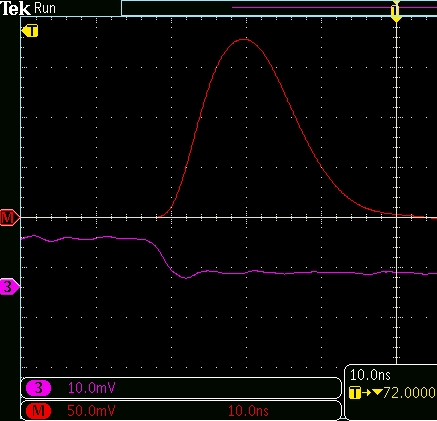 Tek Run
T
T
M
3
10.0ns
3 10.0mV
T→▼72.0000
M 50.0mV 10.0ns